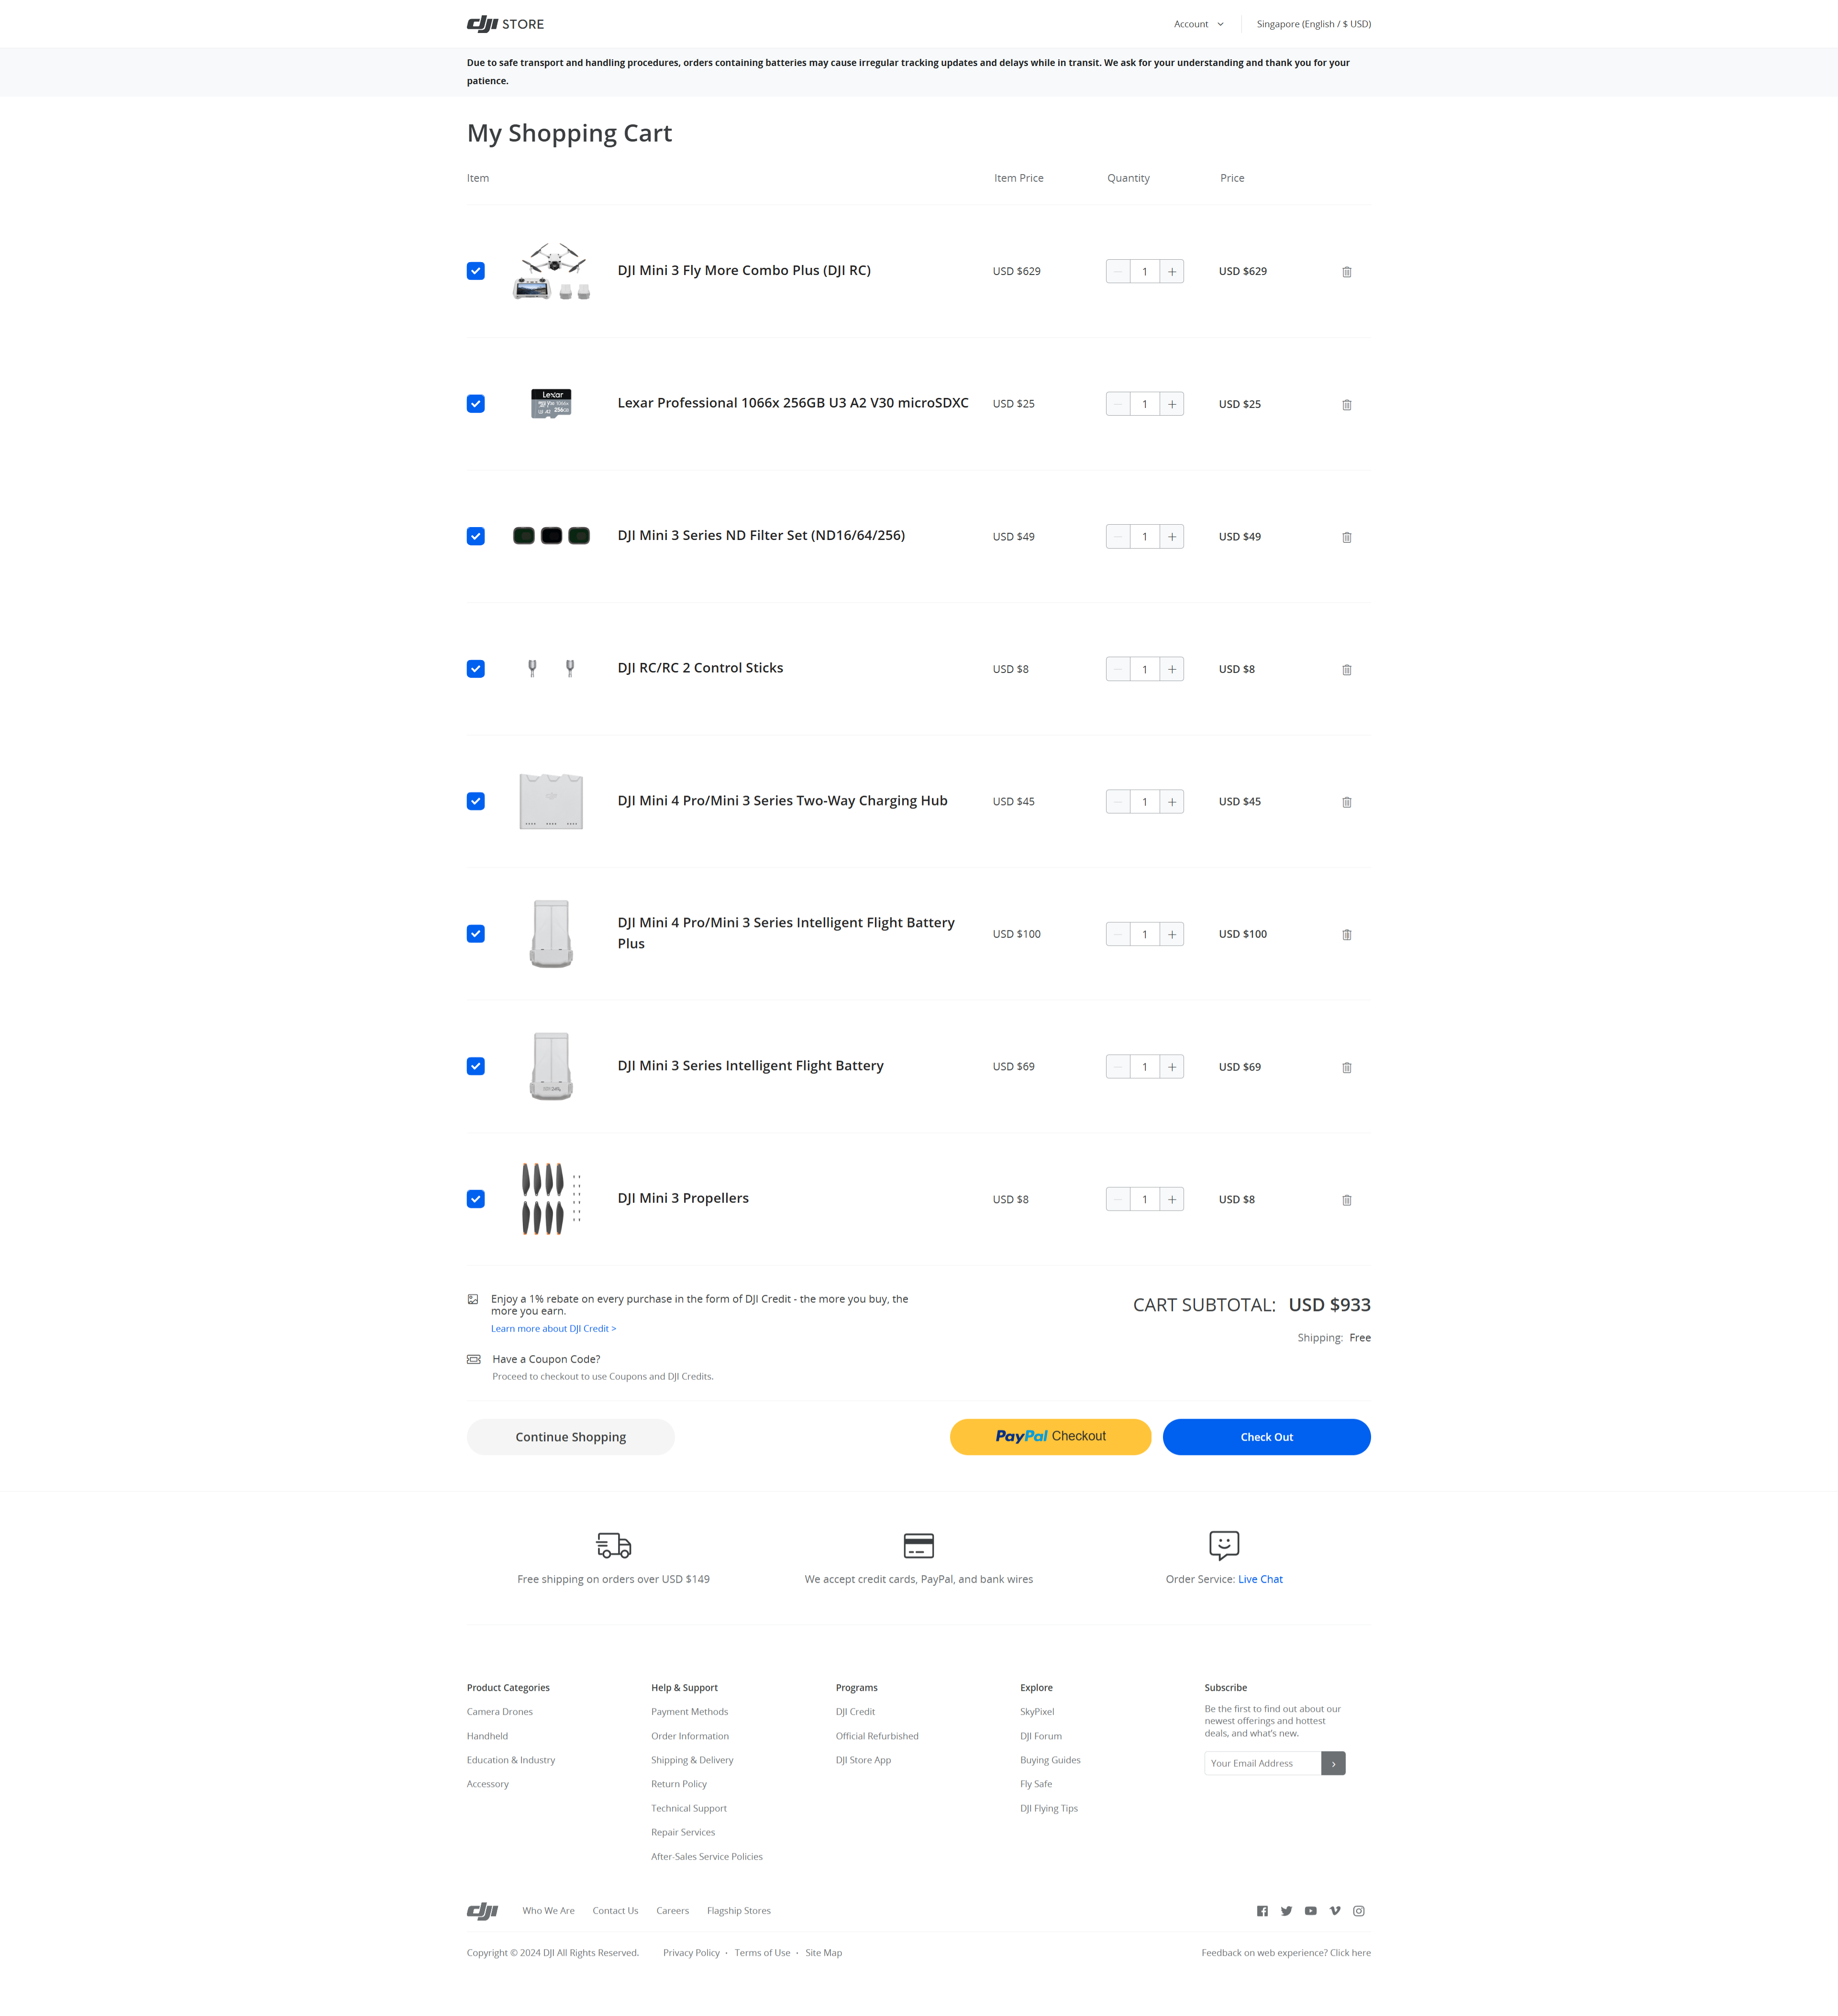 dji STORE
Account
Singapore (English / $ USD)
Due to safe transport and handling procedures, orders containing batteries may cause irregular tracking updates and delays while in transit. We ask for your understanding and thank you for your
patience.
My Shopping Cart
Item Item Price Quantity Price
DJI Mini 3 Fly More Combo Plus (DJI RC) USD $629 1 USD $629
Lexar
256GB
Lexar Professional 1066x 256GB U3 A2 V30 microSDXC USD $25 1 USD $25
DJI Mini 3 Series ND Filter Set (ND16/64/256) USD $49 1 USD $49
DJI RC/RC 2 Control Sticks USD $8 1 USD $8
DJI Mini 4 Pro/Mini 3 Series Two-Way Charging Hub USD $45 1 USD $45
DJI Mini 4 Pro/Mini 3 Series Intelligent Flight Battery
Plus
USD $100 1 USD $100
DJI Mini 3 Series Intelligent Flight Battery USD $69 1 USD $69
DJI Mini 3 Propellers USD $8 1 USD $8
Enjoy a 1% rebate on every purchase in the form of DJI Credit - the more you buy, the
more you earn.
Learn more about DJI Credit >
Have a Coupon Code?
Proceed to checkout to use Coupons and DJI Credits.
CART SUBTOTAL: USD $933
Shipping: Free
Continue Shopping
PayPal Checkout
Check Out
Free shipping on orders over USD $149
We accept credit cards, PayPal, and bank wires
Order Service: Live Chat
Product Categories
Camera Drones
Handheld
Education & Industry
Accessory
Help & Support
Payment Methods
Order Information
Shipping & Delivery
Return Policy
Technical Support
Repair Services
After-Sales Service Policies
Programs
DJI Credit
Official Refurbished
DJI Store App
Explore
SkyPixel
DJI Forum
Buying Guides
Fly Safe
DJI Flying Tips
Subscribe
Be the first to find out about our
newest offerings and hottest
deals, and what's new.
Your Email Address
dji
Who We Are
Contact Us
Careers
Flagship Stores
Copyright © 2024 DJI All Rights Reserved.
Privacy Policy · Terms of Use · Site Map
Feedback on web experience? Click here